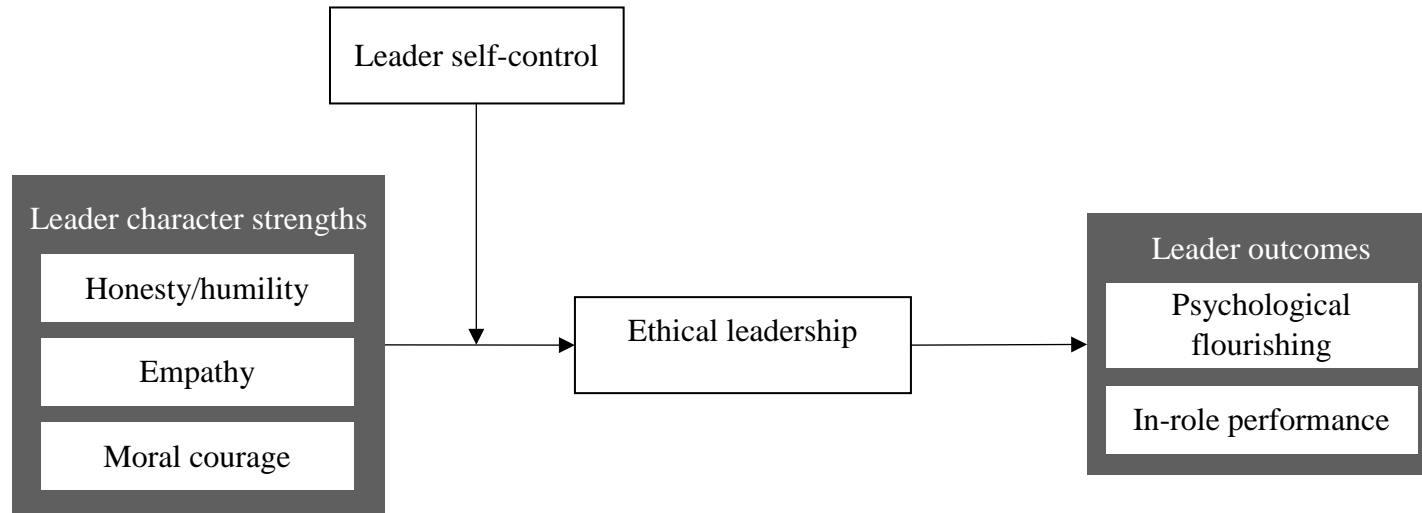 Leader self-control
Leader character strengths
Honesty/humility
Empathy
Moral courage
Ethical leadership
Leader outcomes
Psychological
flourishing
In-role performance